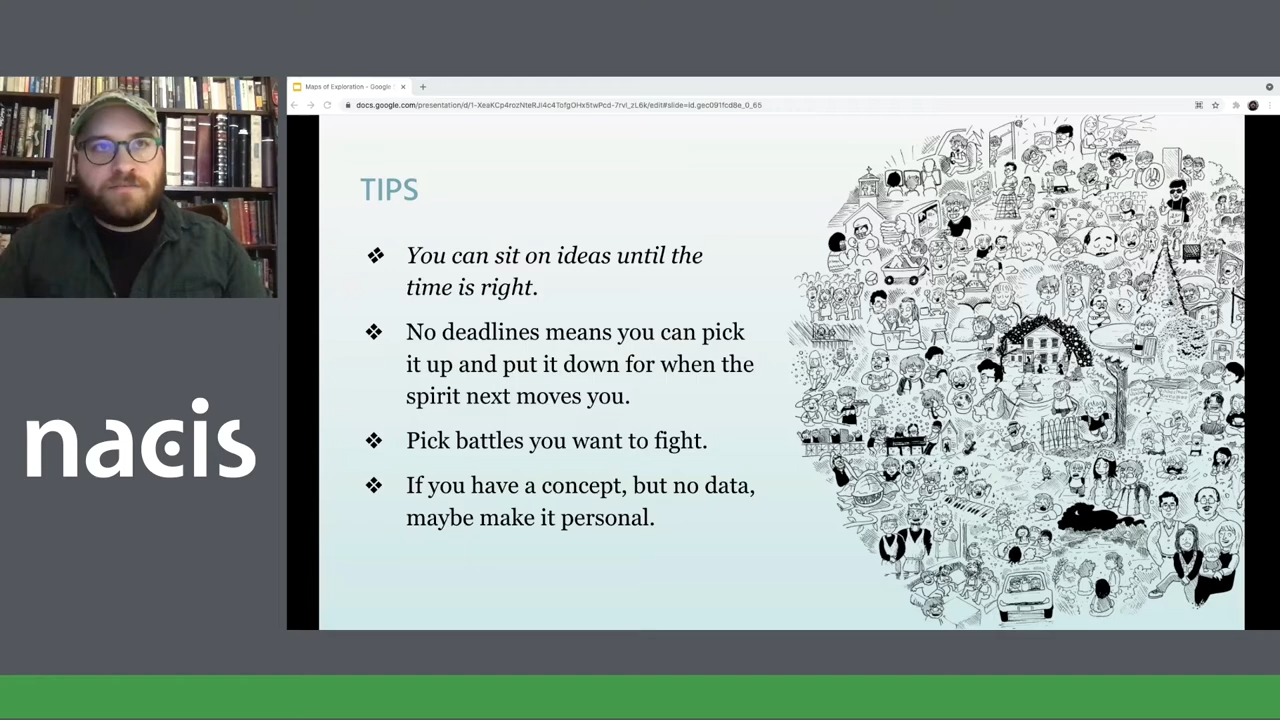 Maps of Exploration - Google S
docs.google.com/presentation/d/1-XeaKCp4rozNteRJI4c4TofgOHx5twPcd-7rvl_zL6k/edit#slide=id.gec091fcd8e_0_65
TIPS
❖ You can sit on ideas until the
time is right.
❖ No deadlines means you can pick
it up and put it down for when the
spirit next moves you.
❖ Pick battles you want to fight.
❖ If you have a concept, but no data,
maybe make it personal.
nacis